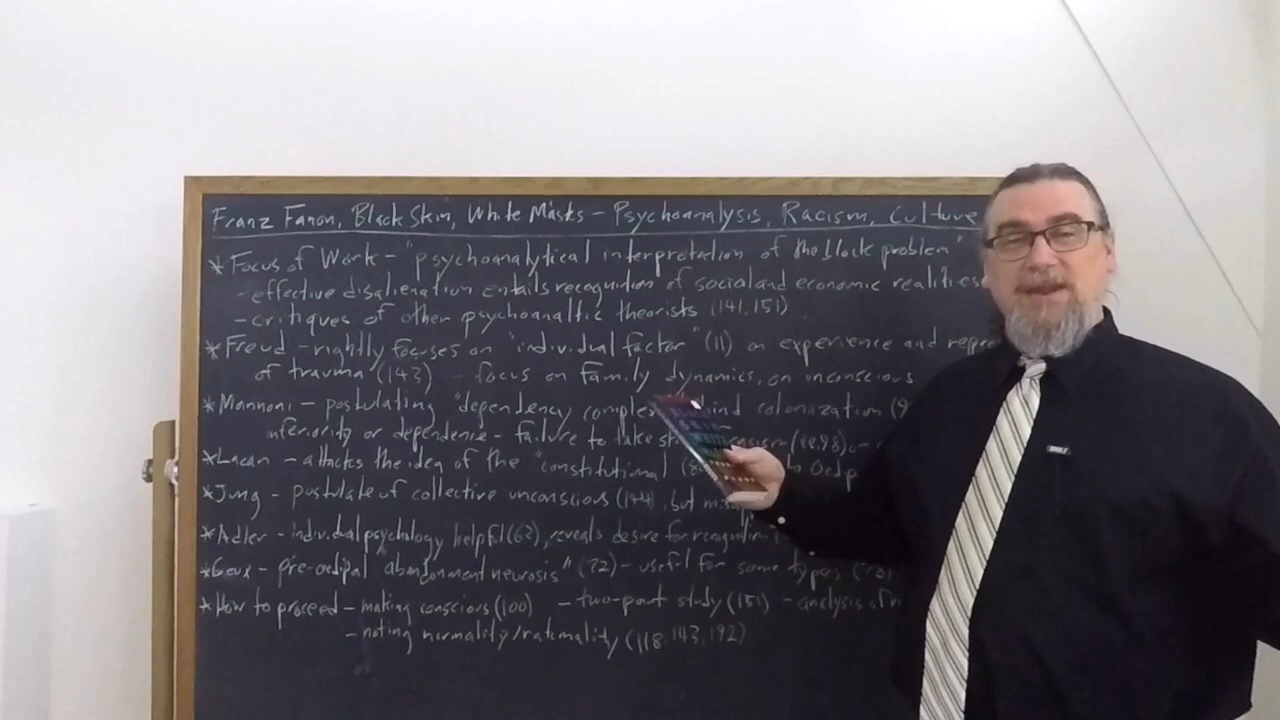 Franz Fanon, Black Skin, White Masks - Psychoanalysis, Racism, Culture
* Focus of Work - "psychoanalytical interpretation of the black problem"
- effective disalienation entails recognition of social and economic realities
- critiques of other psychoanaltic theorists (141, 151)
* Freud - rightly focuses on "individual factor" (11) on experience and
of trauma (143) - focus on family dynamics, on unconscious
* Mannoni - postulating "dependency colonization
inferiority or dependence - failure to take racism
* Lacan - attacks the idea of the "constitutional to
* Jung - postulate of collective unconscious (144), but
* Adler - individual psychology helpful (62), reveals desire for recognition
* Geux - pre-oedipal "abandonment neurosis" (72) - useful for some types
* How to proceed - making conscious (100) - two-point study (151) - analysis of
- noting normality/rationality (118, 143, 192)